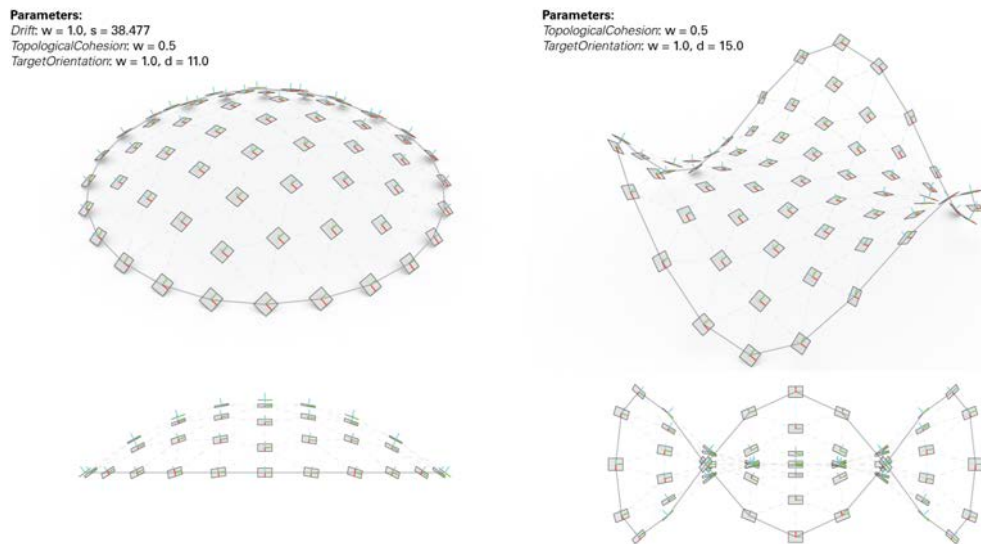 Parameters:
Drift: w = 1.0, s = 38.477
TopologicalCohesion: w = 0.5
TargetOrientation: w = 1.0, d = 11.0
Parameters:
TopologicalCohesion: w = 0.5
TargetOrientation: w = 1.0, d = 15.0